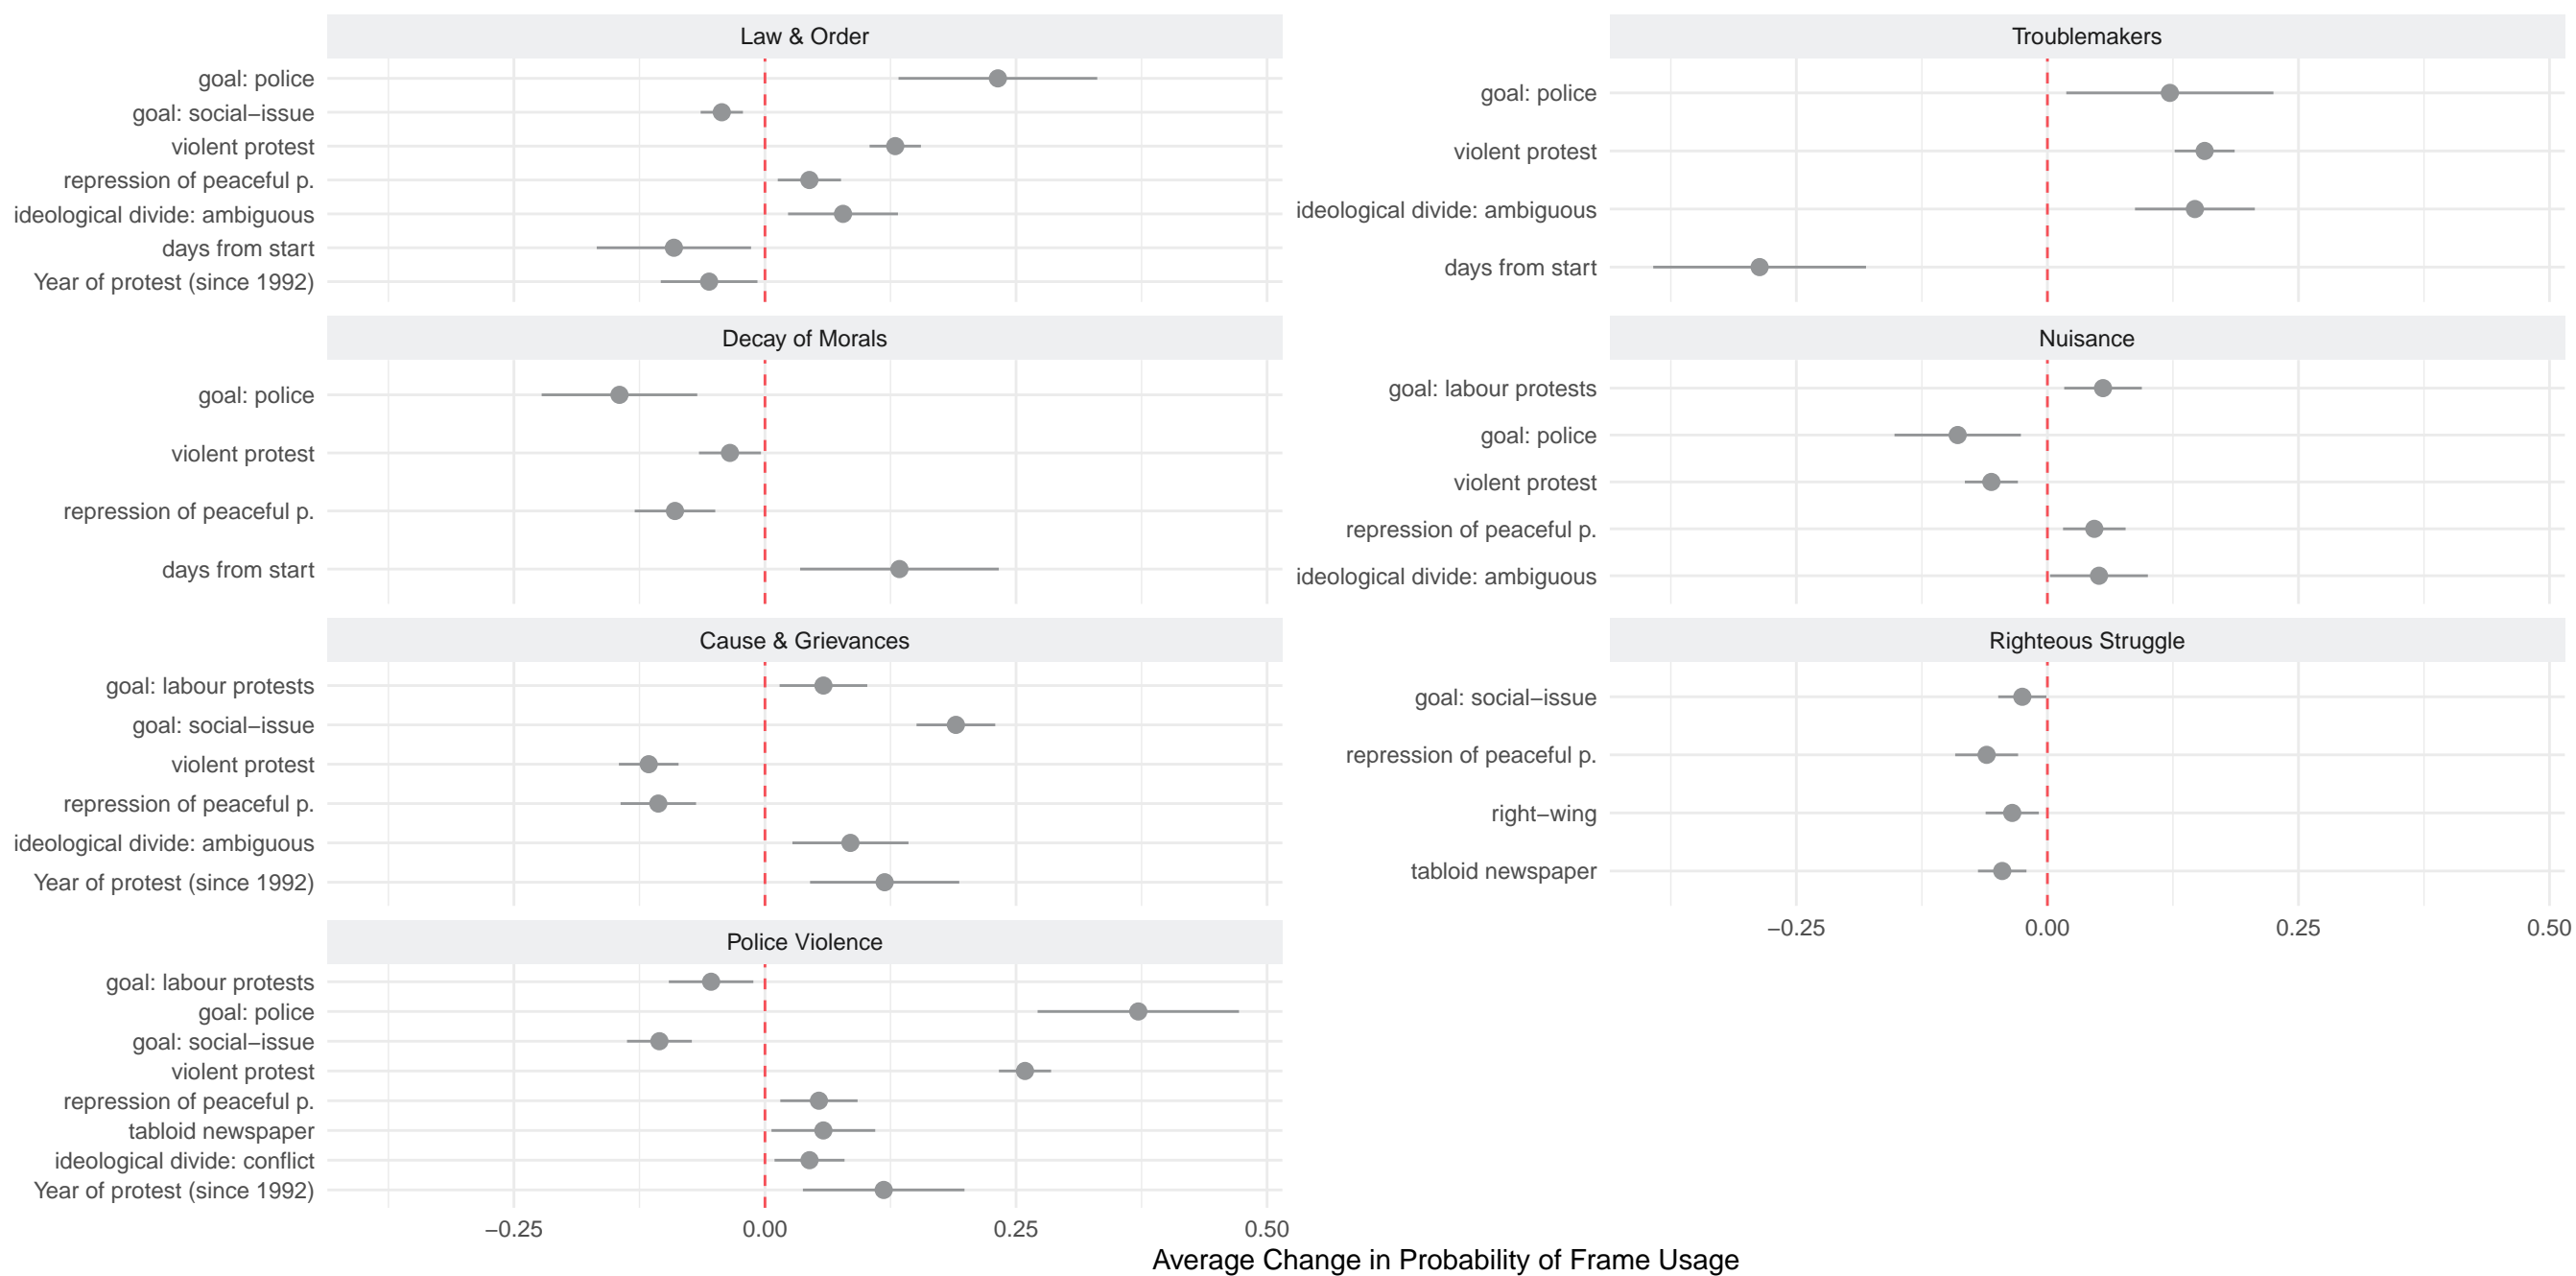 Law & Order
goal: police
goal: social−issue
violent protest
repression of peaceful p.
ideological divide: ambiguous
days from start
Year of protest (since 1992)
Troublemakers
goal: police
violent protest
ideological divide: ambiguous
days from start
Decay of Morals
goal: police
violent protest
repression of peaceful p.
days from start
Nuisance
goal: labour protests
goal: police
violent protest
repression of peaceful p.
ideological divide: ambiguous
Cause & Grievances
goal: labour protests
goal: social−issue
violent protest
repression of peaceful p.
ideological divide: ambiguous
Year of protest (since 1992)
Righteous Struggle
goal: social−issue
repression of peaceful p.
right−wing
tabloid newspaper
−0.25 0.00 0.25 0.50
Police Violence
goal: labour protests
goal: police
goal: social−issue
violent protest
repression of peaceful p.
tabloid newspaper
ideological divide: conflict
Year of protest (since 1992)
−0.25 0.00 0.25 0.50
Average Change in Probability of Frame Usage